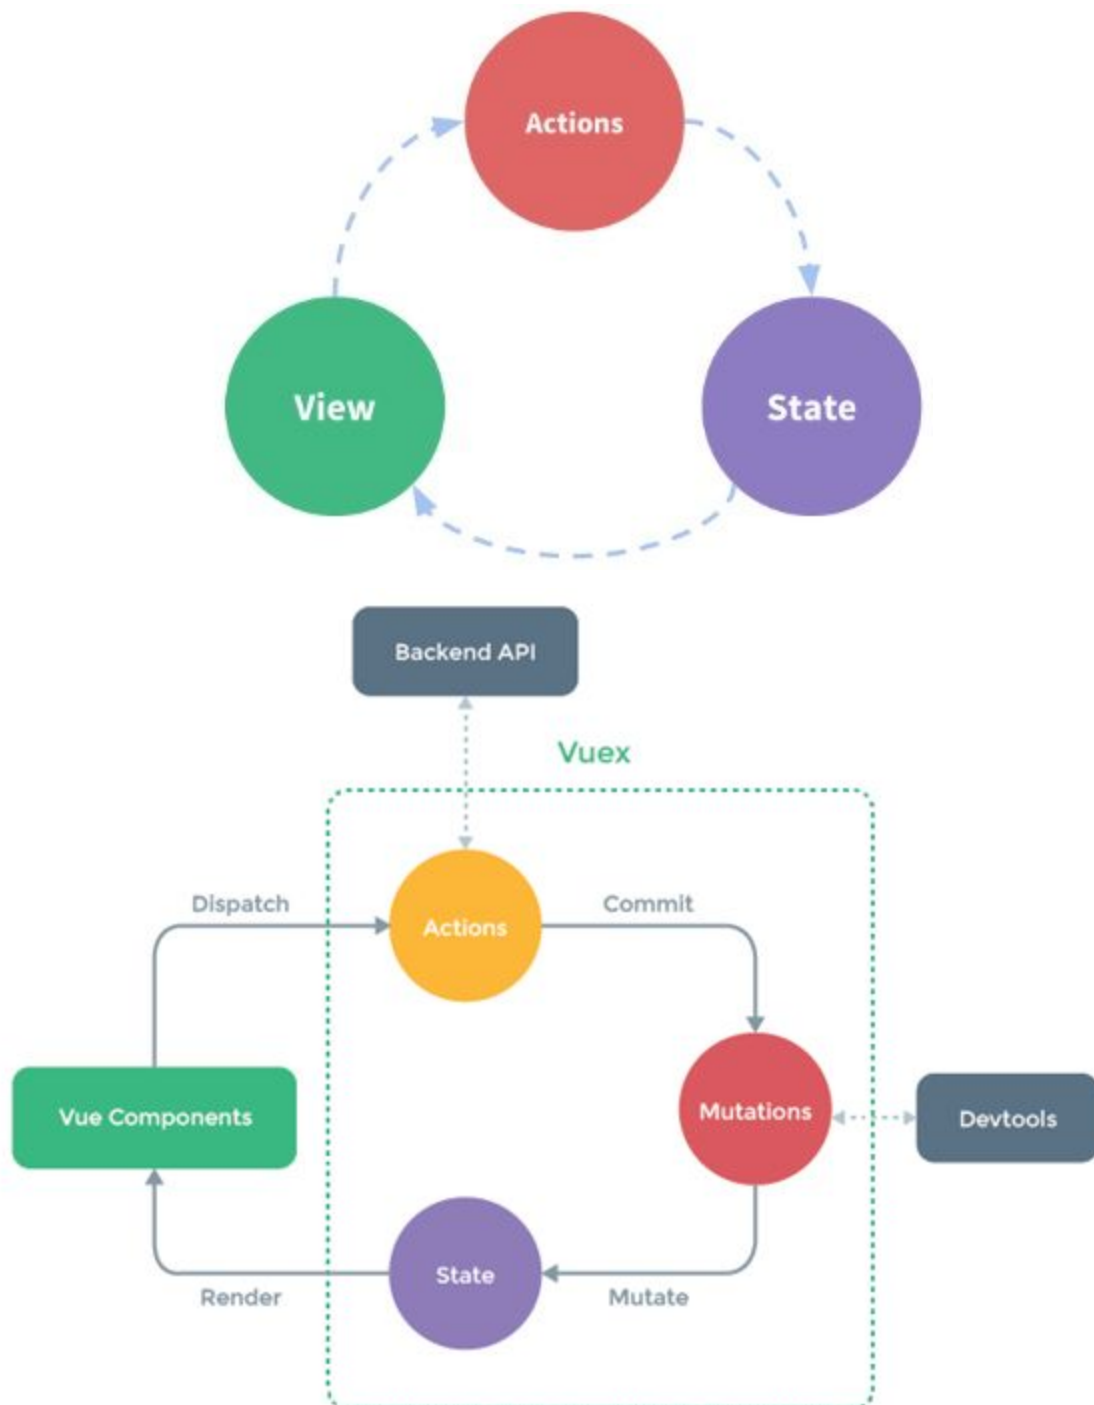 Actions
View
State
Backend API
Vuex
Dispatch
Actions
Commit
Vue Components
Mutations
Devtools
State
Render
Mutate